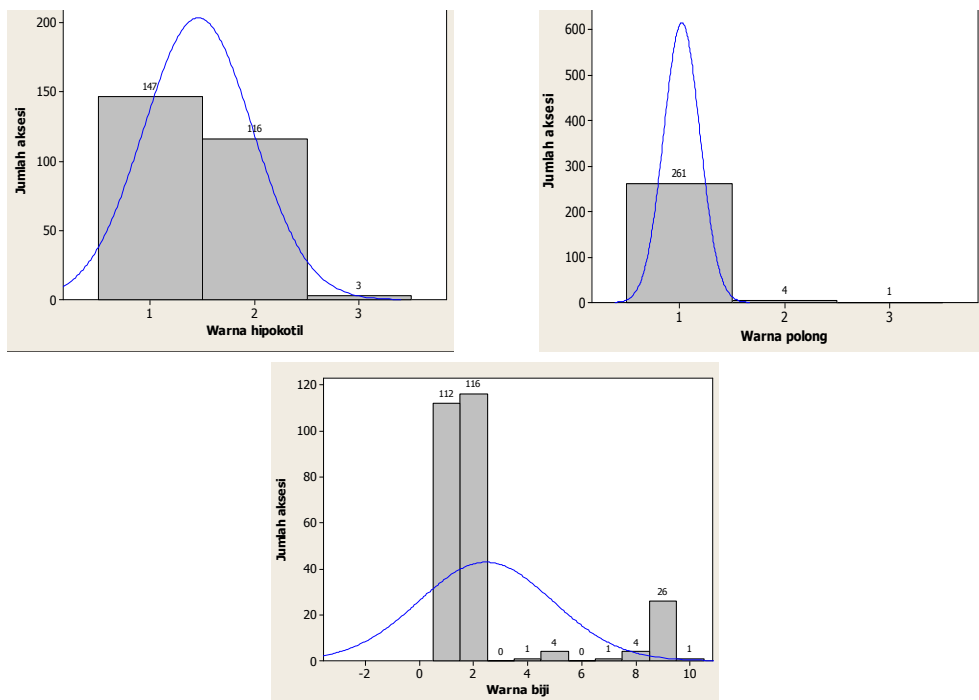 200
150
100
50
0
Jumlah aksesi
147
116
3
1 2 3
Warna hipokotil
600
500
400
300
200
100
0
Jumlah aksesi
261
4
1
1 2 3
Warna polong
120
100
80
60
40
20
0
Jumlah aksesi
112 116 0 1 4 0 1 4 26 1
-2 0 2 4 6 8 10
Warna biji